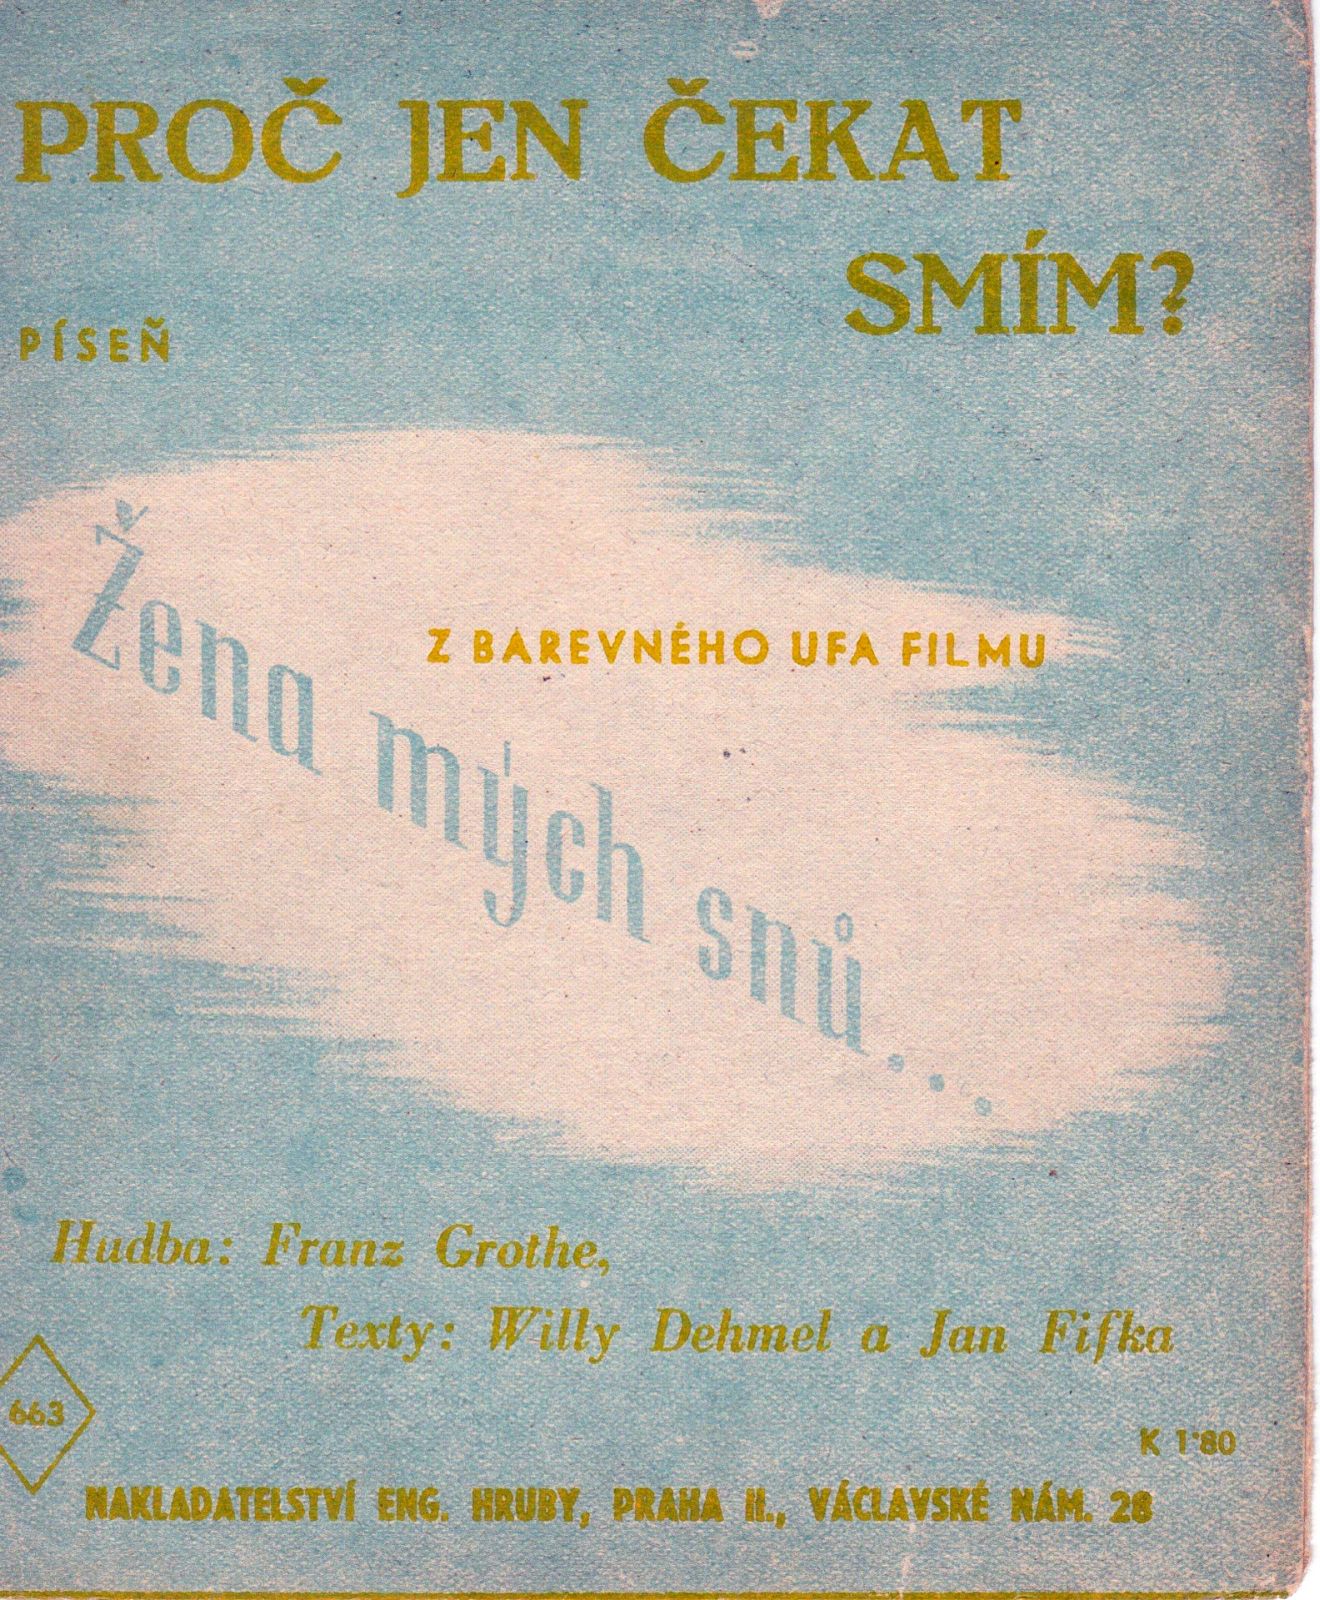 PROČ JEN ČEKAT
SMÍM?
PÍSEŇ
Z BAREVNÉHO UFA FILMU
Žena mých snů...
Hudba: Franz Grothe,
Texty: Willy Dehmel a Jan Fifka
663
K 1·80
NAKLADATELSTVÍ ENG. HRUBY, PRAHA II., VÁCLAVSKÉ NÁM. 28